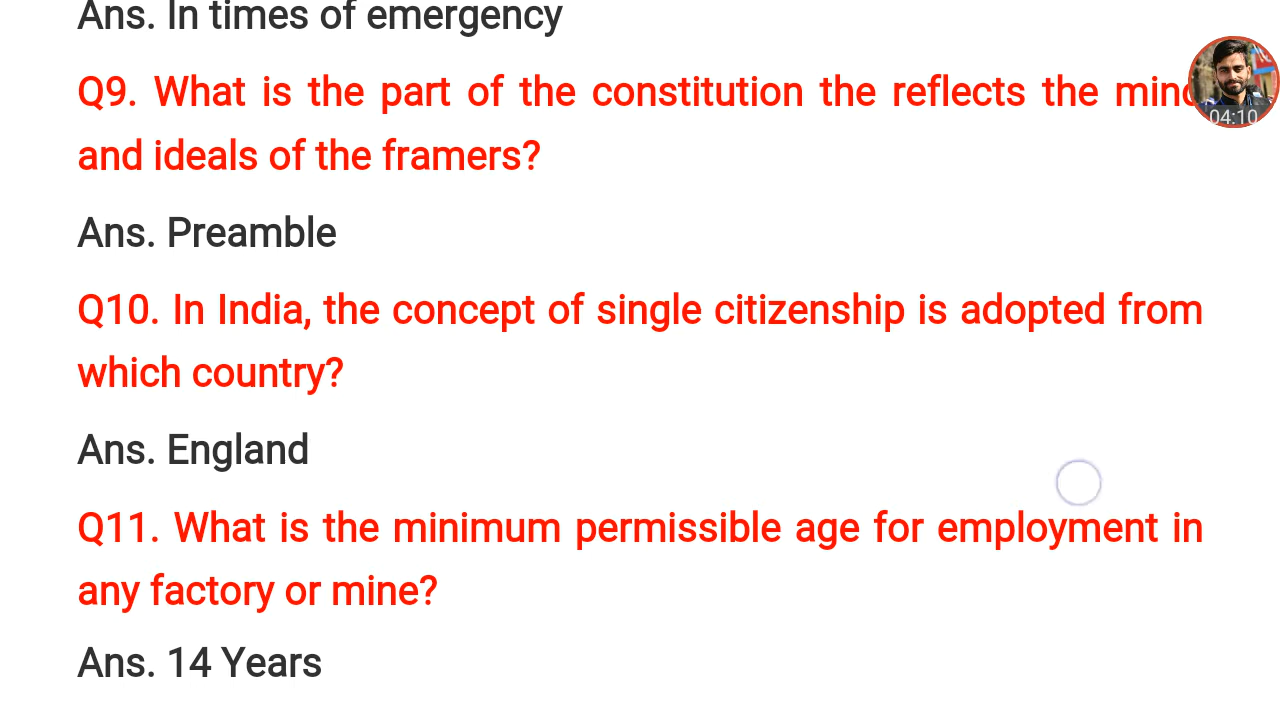 Ans. In times of emergency
Q9. What is the part of the constitution the reflects the mind
and ideals of the framers?
Ans. Preamble
Q10. In India, the concept of single citizenship is adopted from
which country?
Ans. England
Q11. What is the minimum permissible age for employment in
any factory or mine?
Ans. 14 Years
04:10